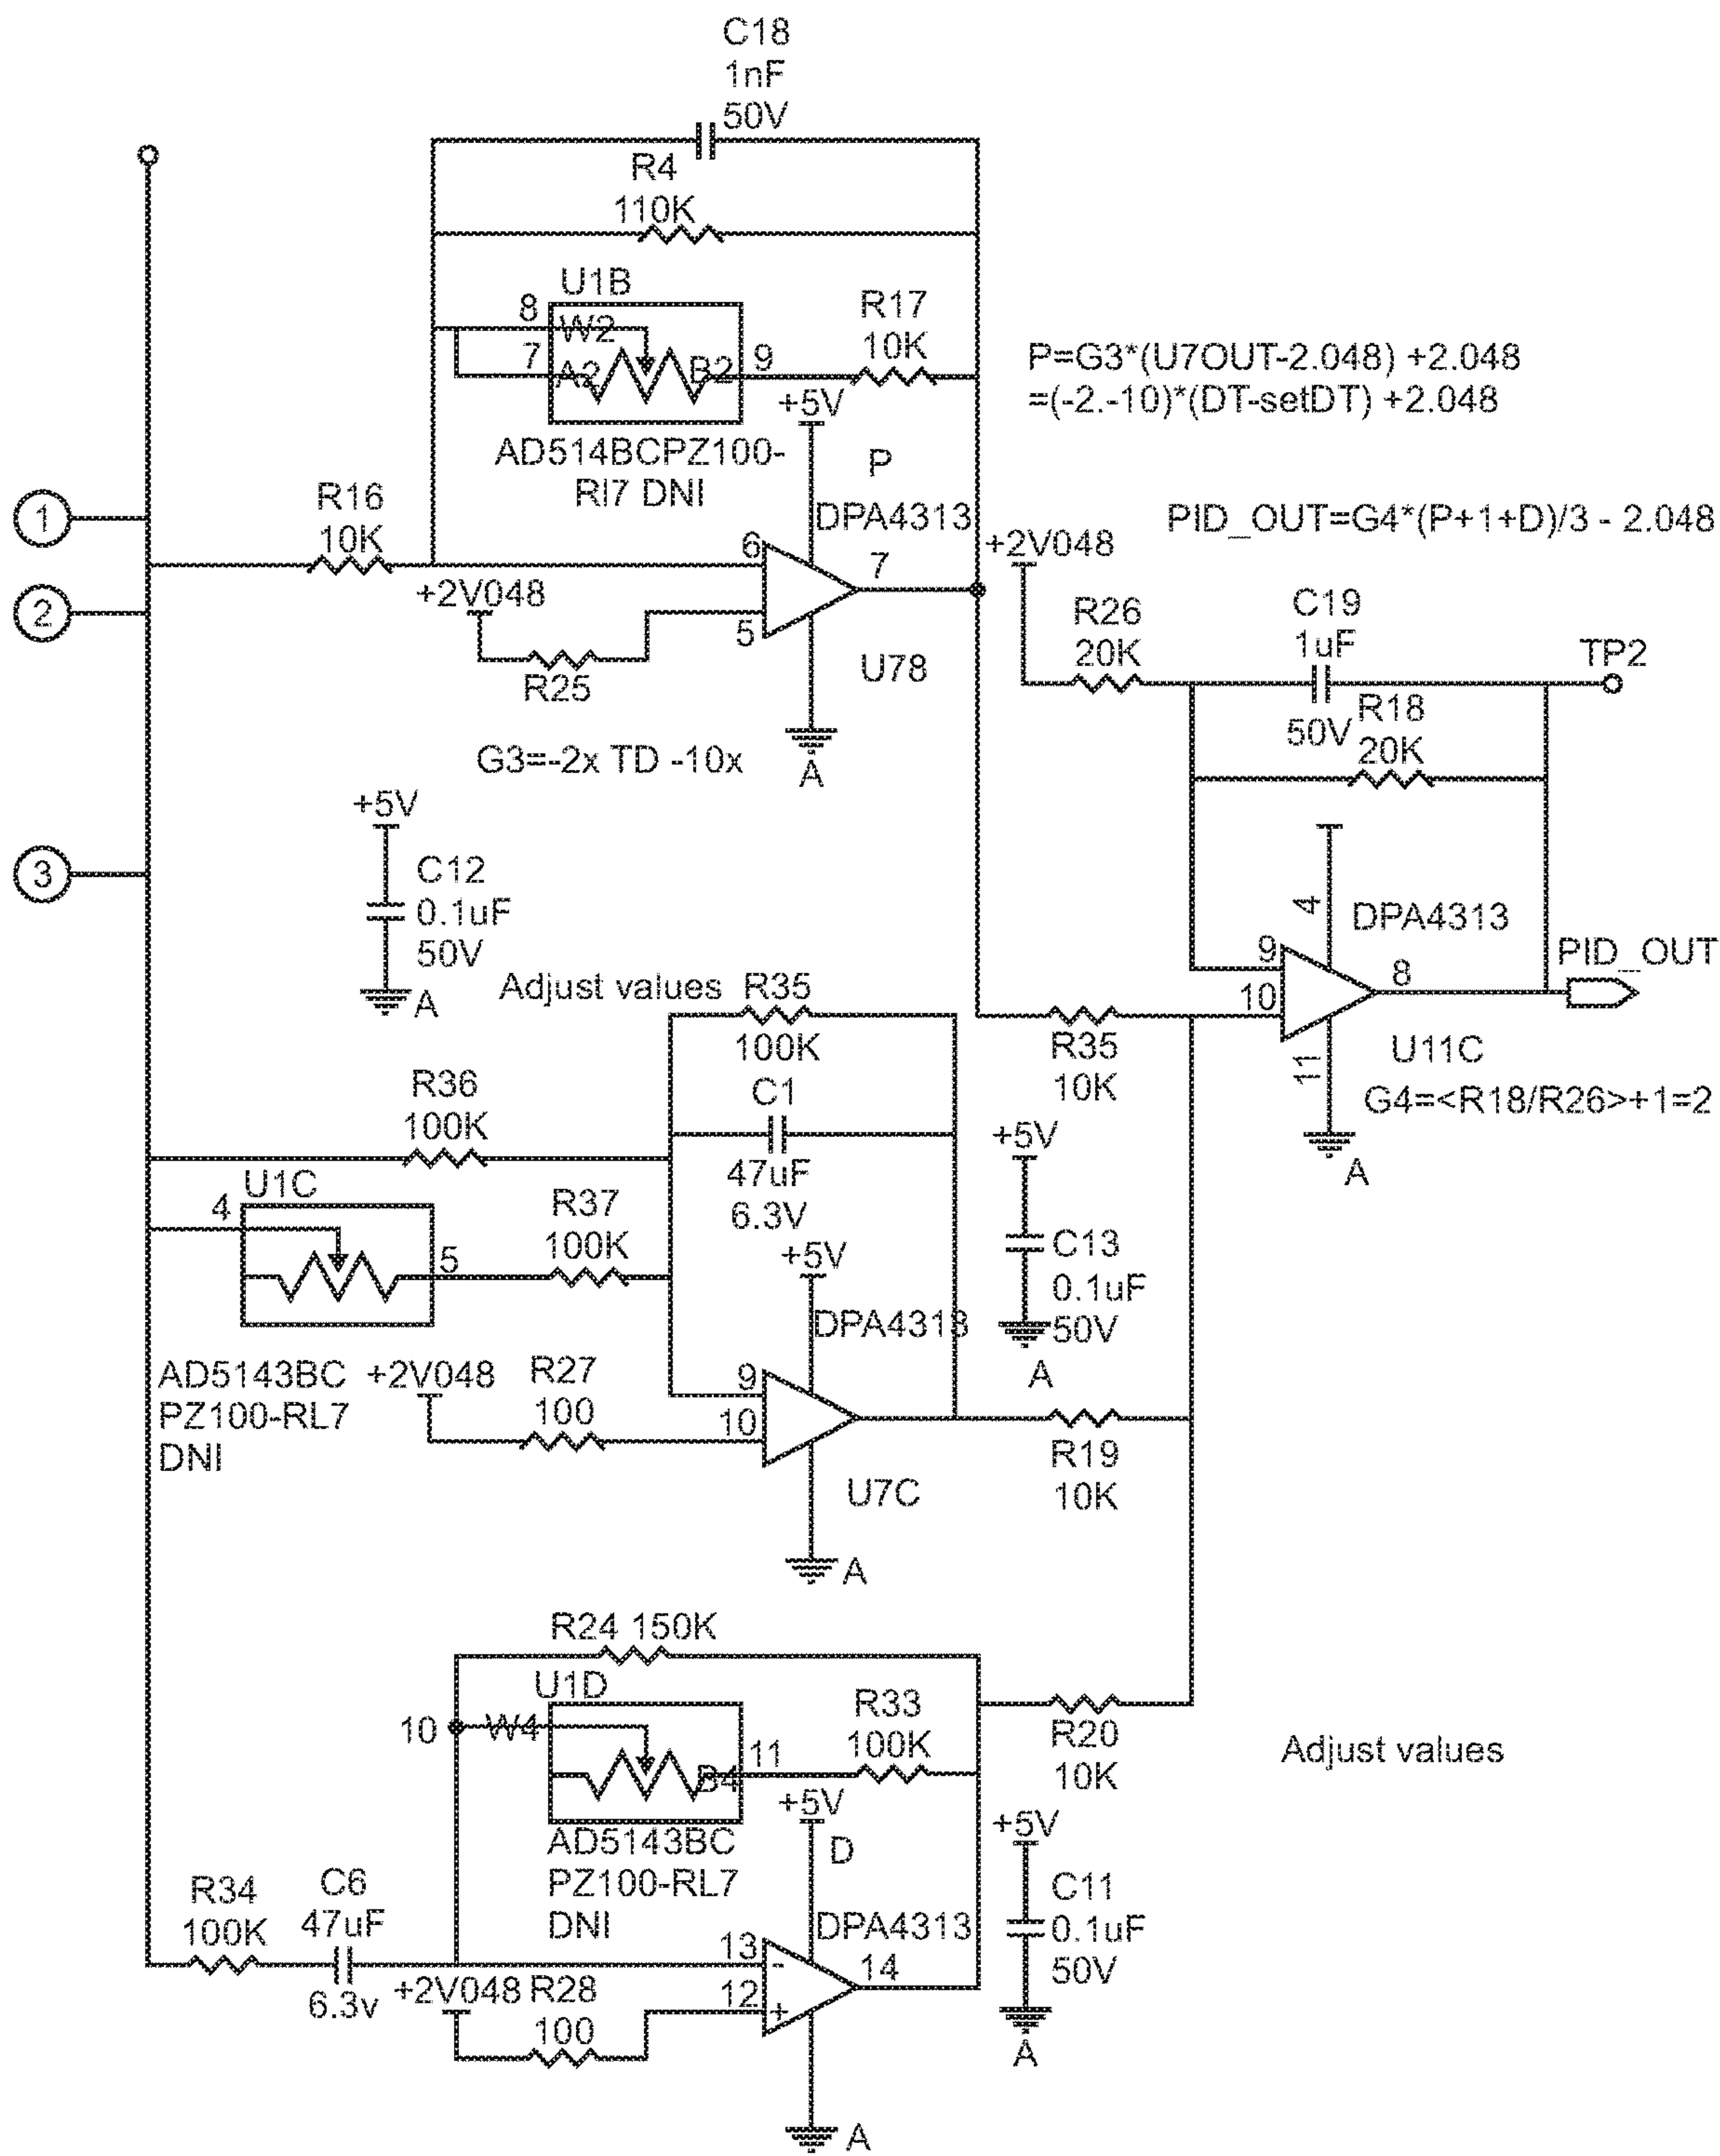 C18
1nF
50V
R4
110K
U1B
8
W2
7
A2
B2
9
R17
10K
+5V
P=G3*(U7OUT-2.048) +2.048
=(-2.-10)*(DT-setDT) +2.048
AD514BCPZ100-
RI7 DNI
P
DPA4313
PID_OUT=G4*(P+1+D)/3 - 2.048
1
R16
10K
6
7
+2V048
2
+2V048
5
R25
U78
R26
20K
C19
1uF
50V
TP2
R18
20K
G3=-2x TD -10x
A
+5V
3
C12
0.1uF
50V
A
4
DPA4313
9
10
8
PID_OUT
11
U11C
G4=<R18/R26>+1=2
A
Adjust values
R35
100K
R35
10K
R36
100K
C1
47uF
6.3V
+5V
U1C
4
5
R37
100K
+5V
C13
0.1uF
50V
A
DPA4313
AD5143BC
PZ100-RL7
DNI
+2V048
R27
100
9
10
R19
10K
U7C
A
R24 150K
U1D
10
W4
B4
11
R33
100K
R20
10K
Adjust values
+5V
AD5143BC
PZ100-RL7
DNI
D
+5V
C11
0.1uF
50V
A
R34
100K
C6
47uF
6.3v
DPA4313
13
-
14
+2V048
R28
100
12
+
A